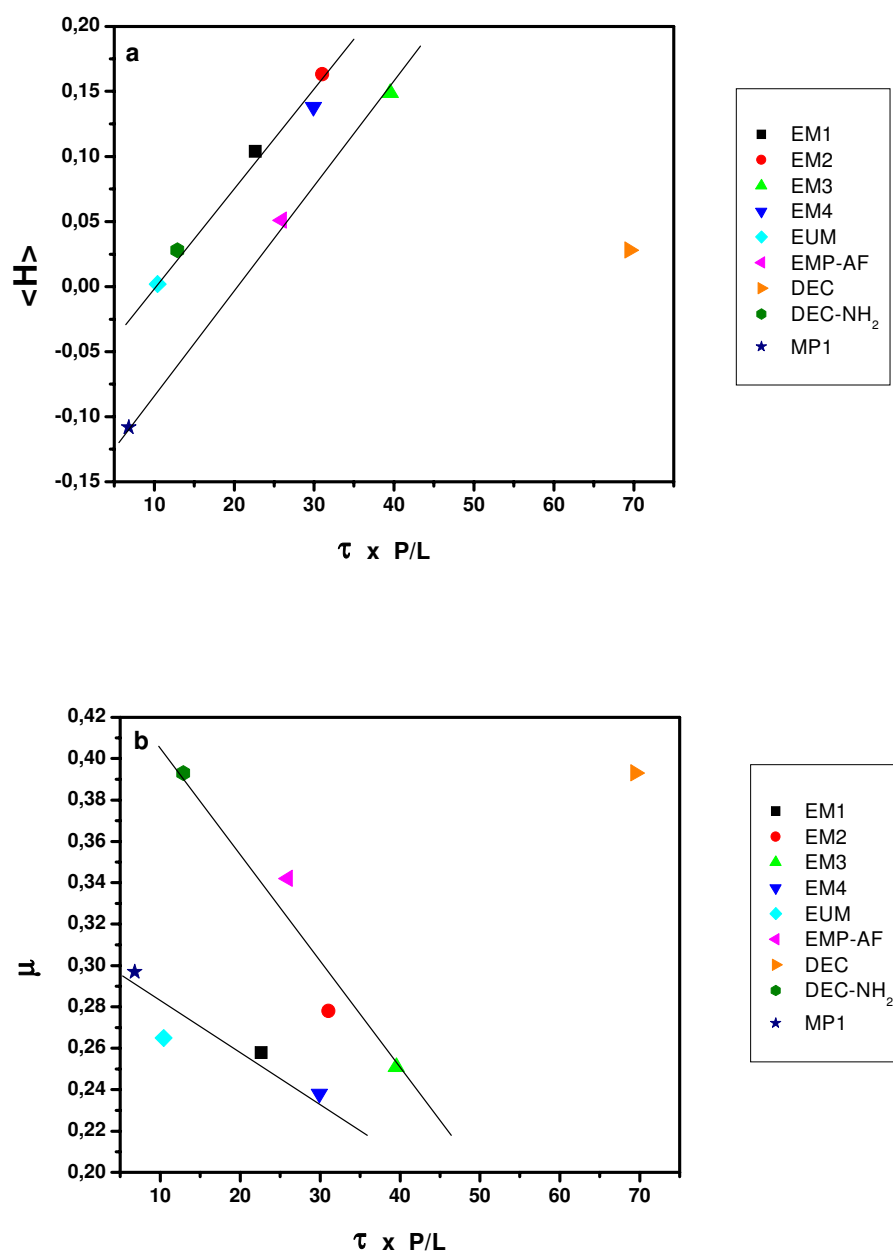 a
0,20
0,15
0,10
0,05
0,00
-0,05
-0,10
-0,15
<H>
10 20 30 40 50 60 70
τ x P/L
EM1
EM2
EM3
EM4
EUM
EMP-AF
DEC
DEC-NH₂
MP1
b
0,42
0,40
0,38
0,36
0,34
0,32
0,30
0,28
0,26
0,24
0,22
0,20
μ
10 20 30 40 50 60 70
τ x P/L
EM1
EM2
EM3
EM4
EUM
EMP-AF
DEC
DEC-NH₂
MP1